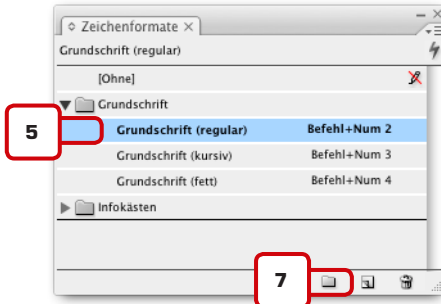 Zeichenformate
Grundschrift (regular)
[Ohne]
Grundschrift
5
Grundschrift (regular) Befehl+Num 2
Grundschrift (kursiv) Befehl+Num 3
Grundschrift (fett) Befehl+Num 4
Infokästen
7